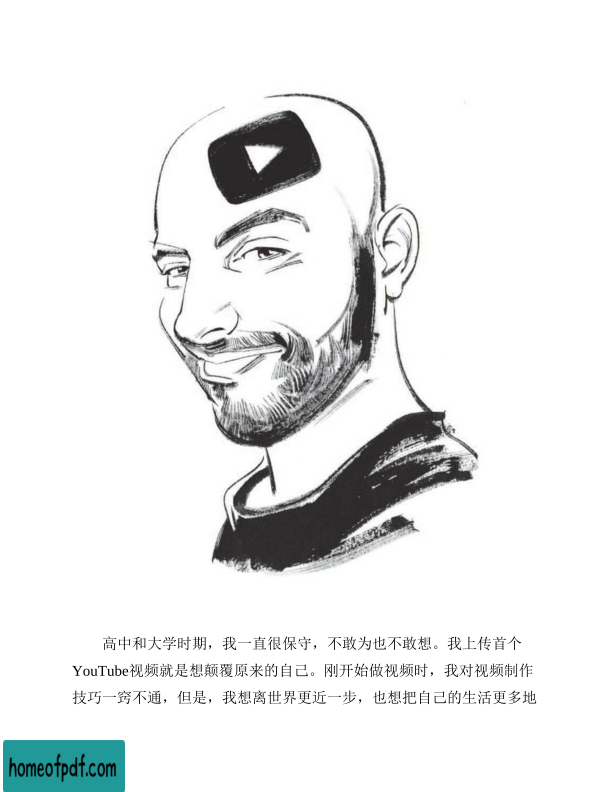 高中和大学时期，我一直很保守，不敢为也不敢想。我上传首个
YouTube视频就是想颠覆原来的自己。刚开始做视频时，我对视频制作
技巧一窍不通，但是，我想离世界更近一步，也想把自己的生活更多地
homeofpdf.com